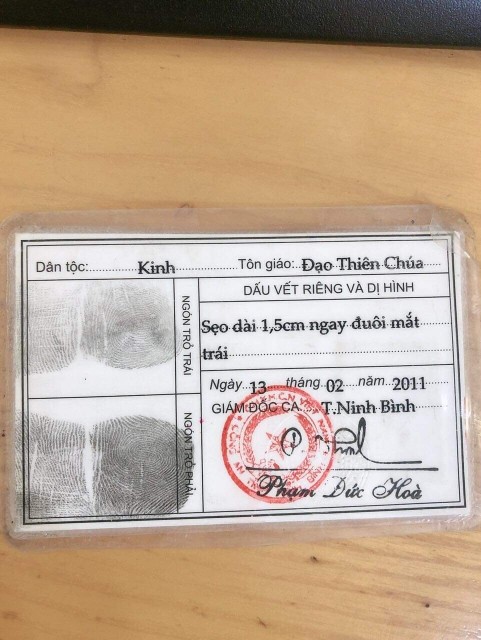 Dân tộc: Kinh Tôn giáo: Đạo Thiên Chúa
DẤU VẾT RIÊNG VÀ DỊ HÌNH
NGÓN TRỎ TRÁI
Sẹo dài 1,5cm ngay đuôi mắt
trái
Ngày 13 tháng 02 năm 2011
GIÁM ĐỐC CA T.Ninh Bình
NGÓN TRỎ PHẢI
Phạm Đức Hoà